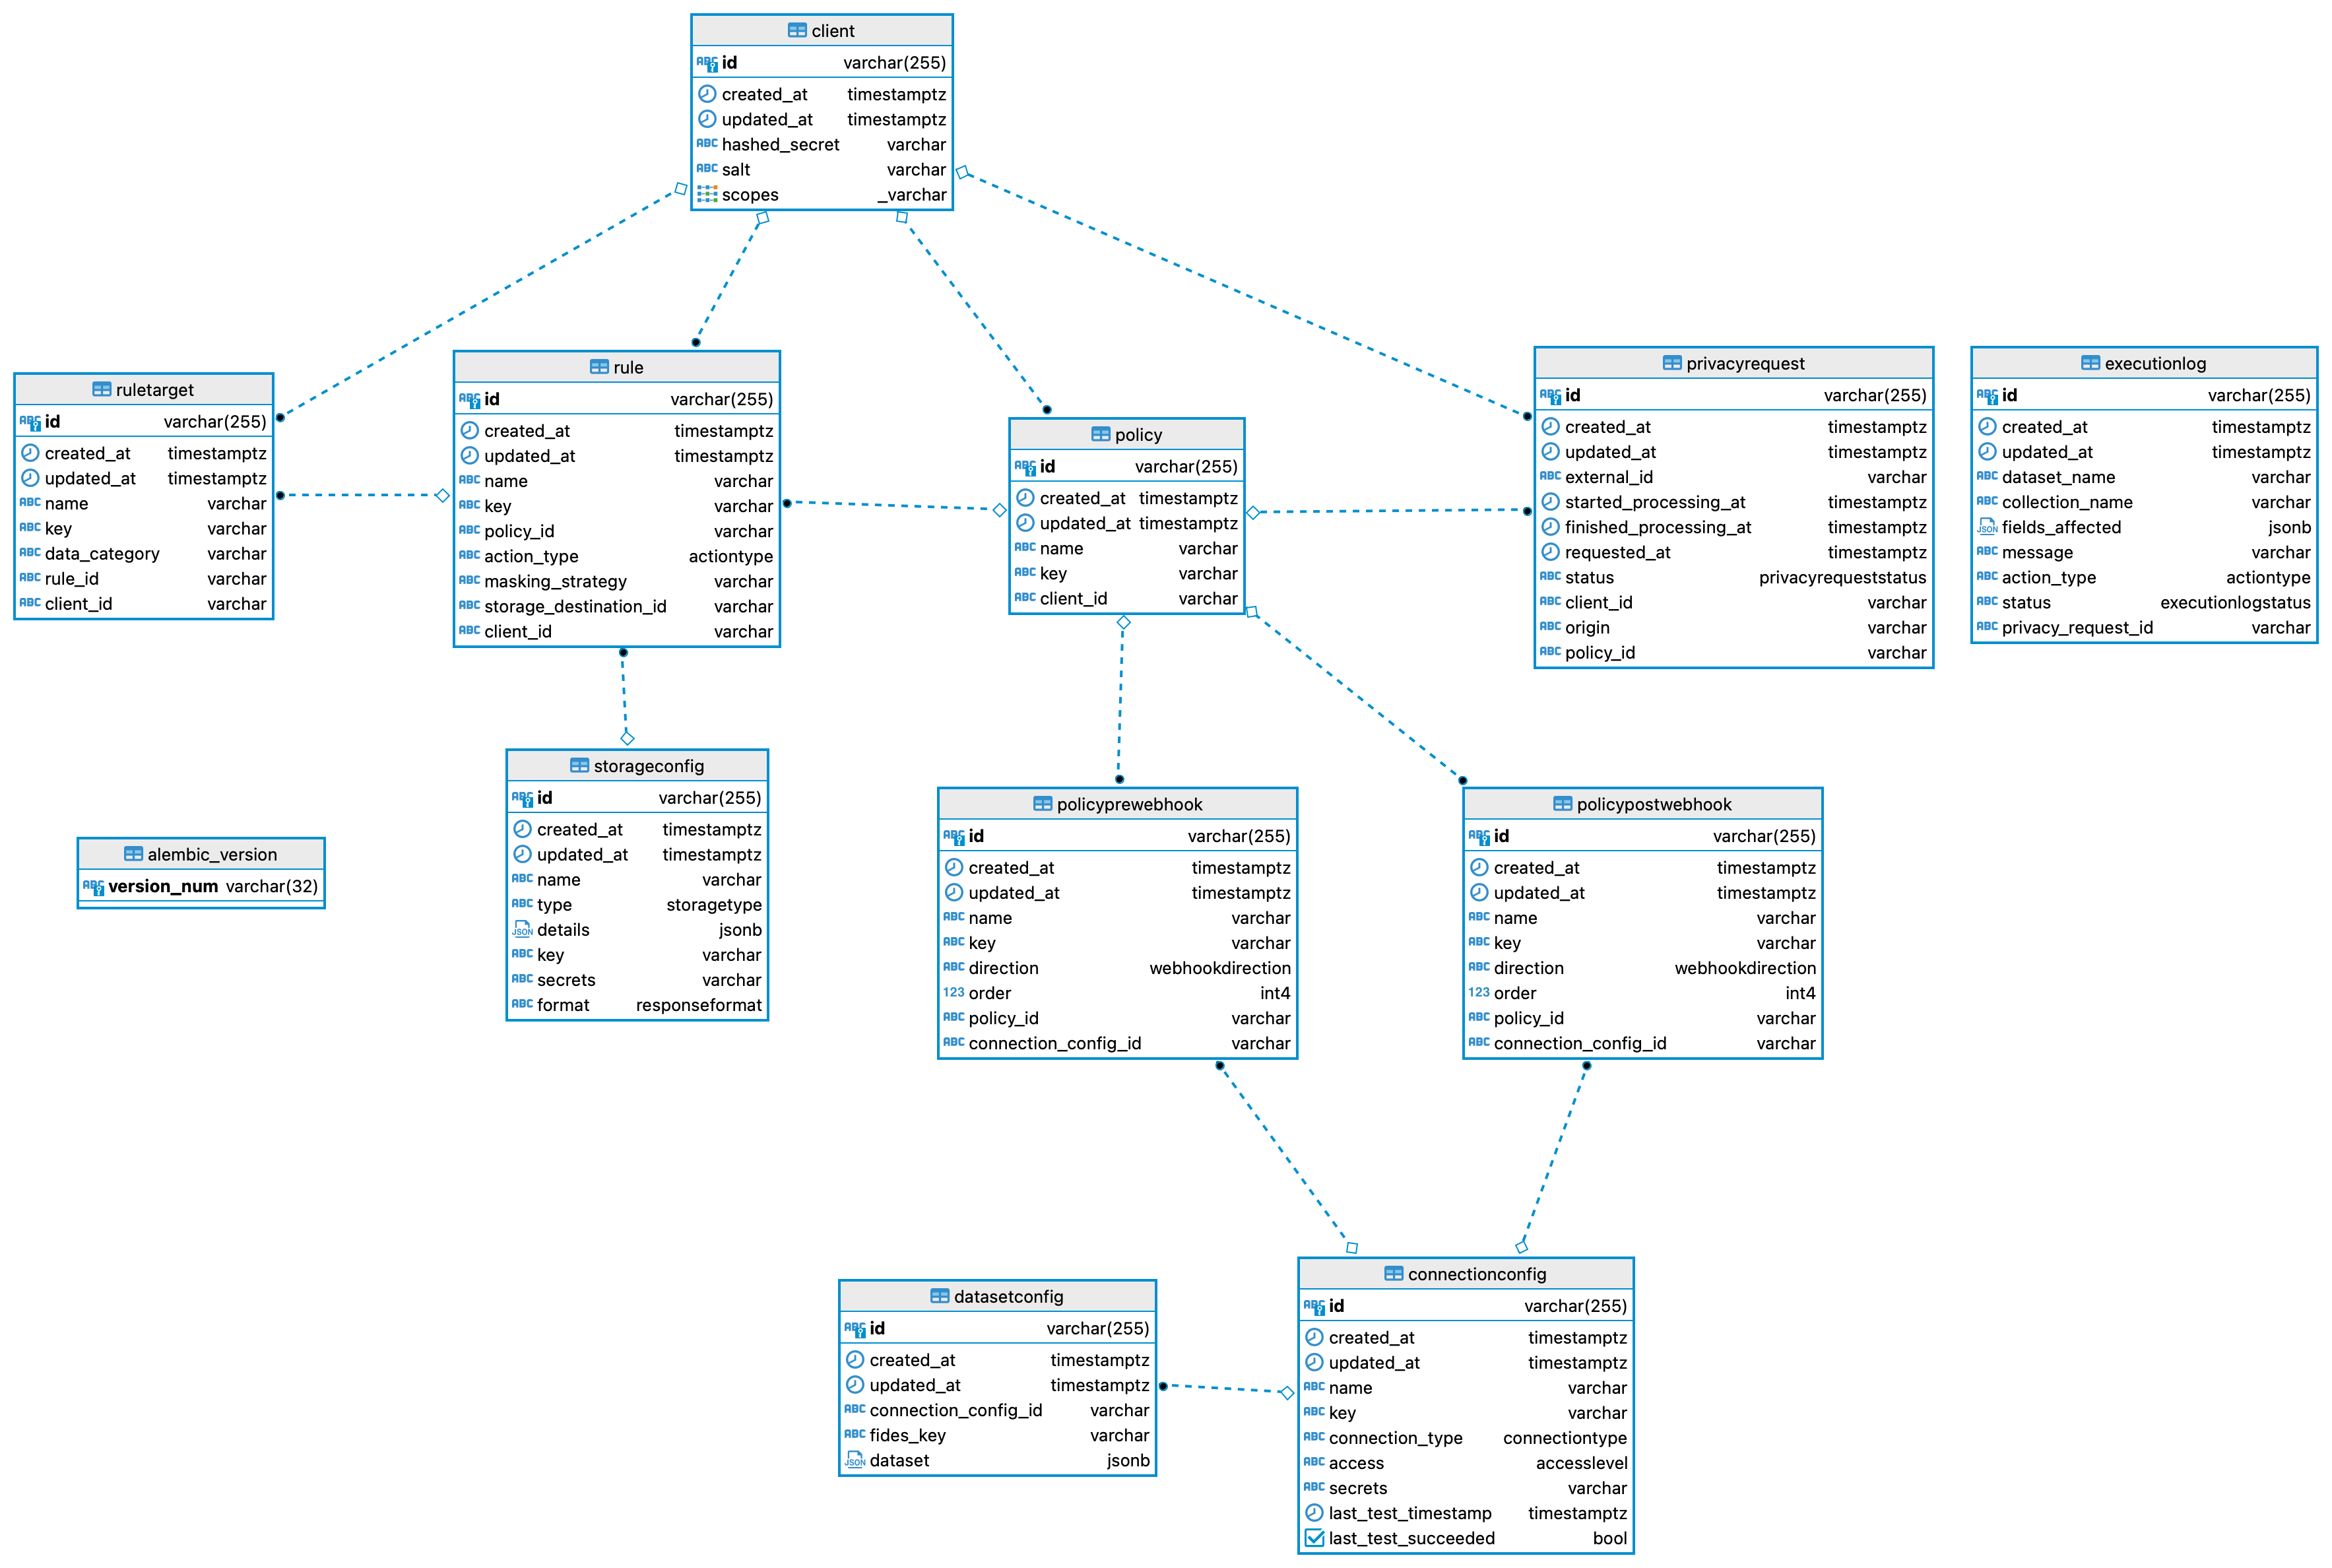 client
id varchar(255)
created_at timestamptz
updated_at timestamptz
hashed_secret varchar
salt varchar
scopes _varchar
ruletarget
id varchar(255)
created_at timestamptz
updated_at timestamptz
name varchar
key varchar
data_category varchar
rule_id varchar
client_id varchar
rule
id varchar(255)
created_at timestamptz
updated_at timestamptz
name varchar
key varchar
policy_id varchar
action_type actiontype
masking_strategy varchar
storage_destination_id varchar
client_id varchar
policy
id varchar(255)
created_at timestamptz
updated_at timestamptz
name varchar
key varchar
client_id varchar
privacyrequest
id varchar(255)
created_at timestamptz
updated_at timestamptz
external_id varchar
started_processing_at timestamptz
finished_processing_at timestamptz
requested_at timestamptz
status privacyrequeststatus
client_id varchar
origin varchar
policy_id varchar
executionlog
id varchar(255)
created_at timestamptz
updated_at timestamptz
dataset_name varchar
collection_name varchar
fields_affected jsonb
message varchar
action_type actiontype
status executionlogstatus
privacy_request_id varchar
alembic_version
version_num varchar(32)
storageconfig
id varchar(255)
created_at timestamptz
updated_at timestamptz
name varchar
type storagetype
details jsonb
key varchar
secrets varchar
format responseformat
policyprewebhook
id varchar(255)
created_at timestamptz
updated_at timestamptz
name varchar
key varchar
direction webhookdirection
order int4
policy_id varchar
connection_config_id varchar
policypostwebhook
id varchar(255)
created_at timestamptz
updated_at timestamptz
name varchar
key varchar
direction webhookdirection
order int4
policy_id varchar
connection_config_id varchar
datasetconfig
id varchar(255)
created_at timestamptz
updated_at timestamptz
connection_config_id varchar
fides_key varchar
dataset jsonb
connectionconfig
id varchar(255)
created_at timestamptz
updated_at timestamptz
name varchar
key varchar
connection_type connectiontype
access accesslevel
secrets varchar
last_test_timestamp timestamptz
last_test_succeeded bool